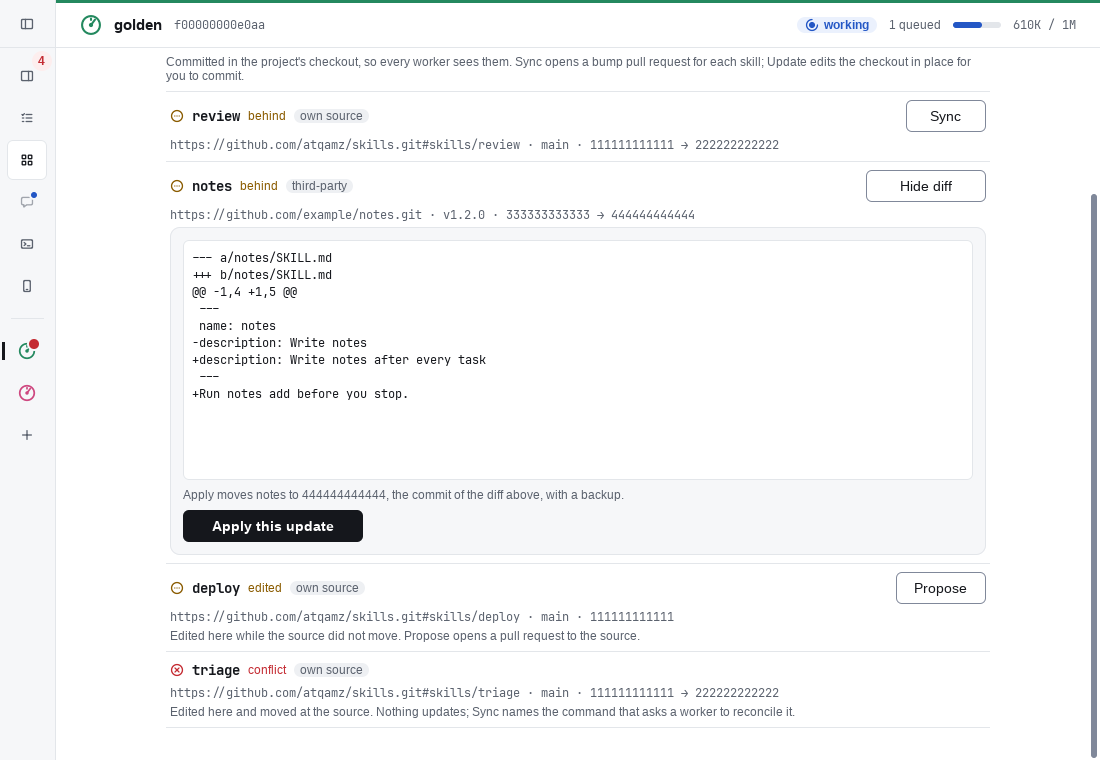 golden f00000000e0aa working 1 queued 610K / 1M
4
Committed in the project's checkout, so every worker sees them. Sync opens a bump pull request for each skill; Update edits the checkout in place for
you to commit.
review behind own source Sync
https://github.com/atqamz/skills.git#skills/review · main · 111111111111 → 222222222222
notes behind third-party Hide diff
https://github.com/example/notes.git · v1.2.0 · 333333333333 → 444444444444
--- a/notes/SKILL.md
+++ b/notes/SKILL.md
@@ -1,4 +1,5 @@
 ---
 name: notes
-description: Write notes
+description: Write notes after every task
 ---
+Run notes add before you stop.
Apply moves notes to 444444444444, the commit of the diff above, with a backup.
Apply this update
deploy edited own source Propose
https://github.com/atqamz/skills.git#skills/deploy · main · 111111111111
Edited here while the source did not move. Propose opens a pull request to the source.
triage conflict own source
https://github.com/atqamz/skills.git#skills/triage · main · 111111111111 → 222222222222
Edited here and moved at the source. Nothing updates; Sync names the command that asks a worker to reconcile it.